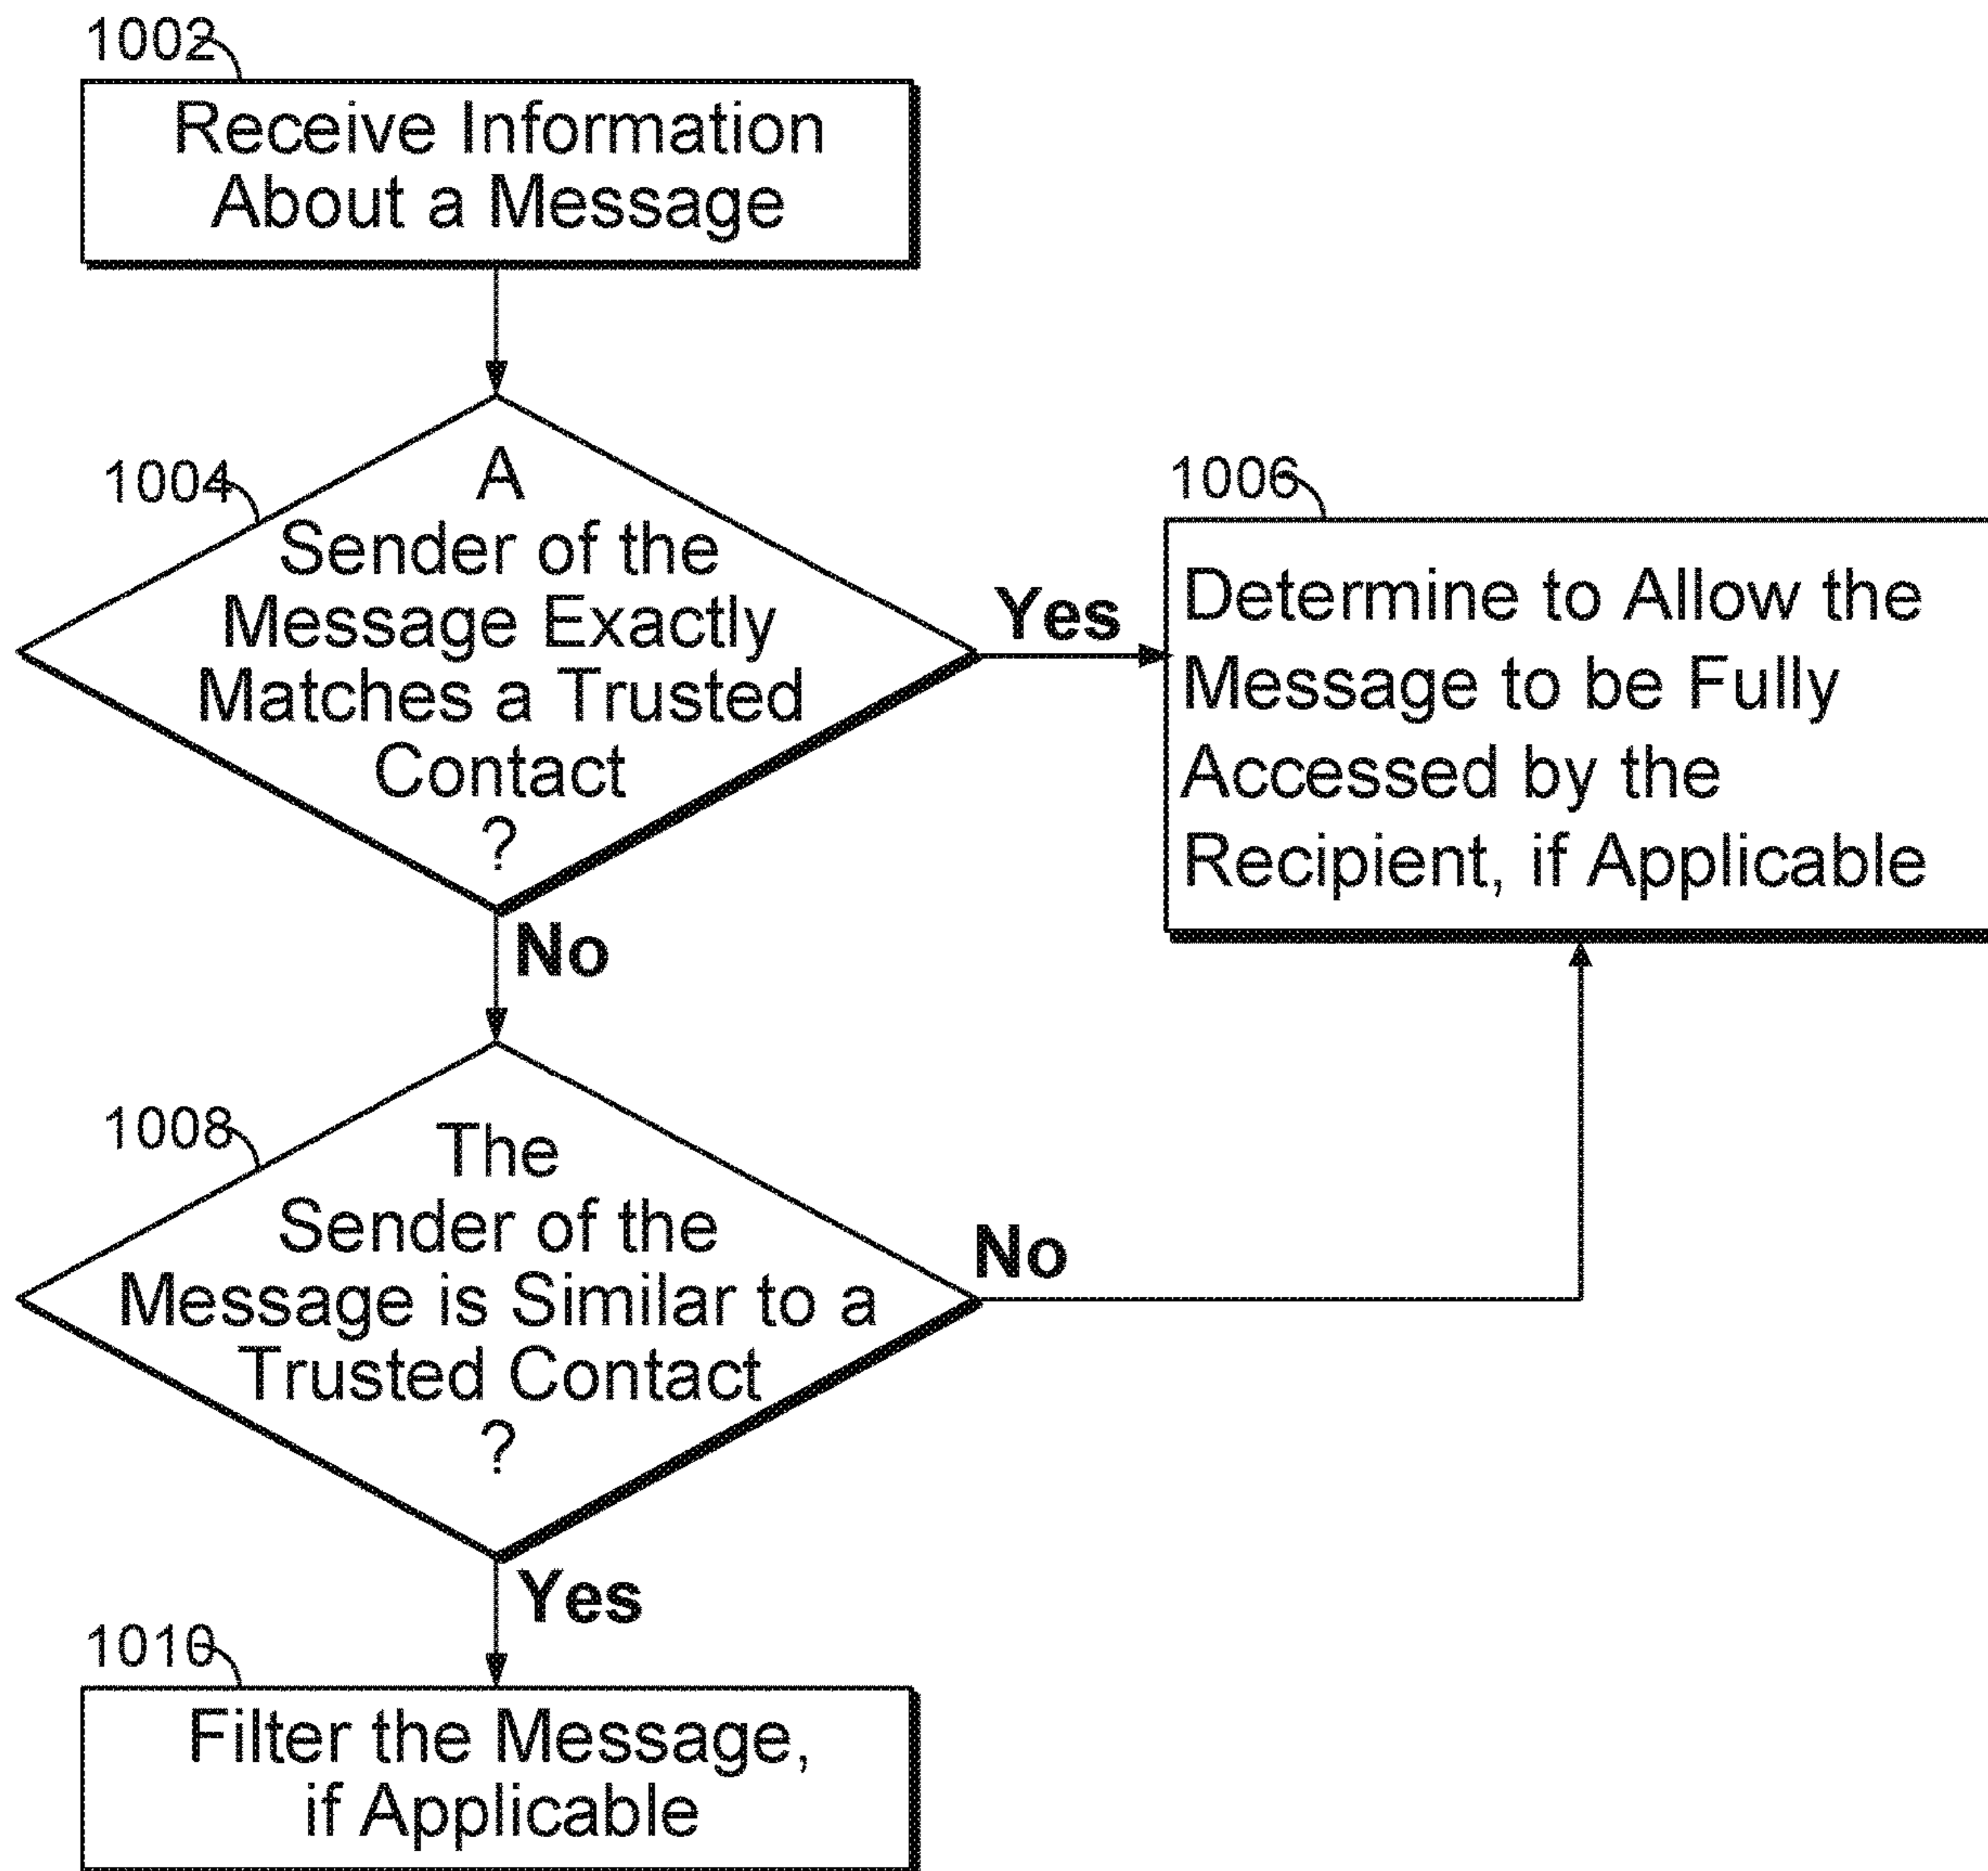 1002
Receive Information
About a Message
1004
A
Sender of the
Message Exactly
Matches a Trusted
Contact
?
Yes
1006
Determine to Allow the
Message to be Fully
Accessed by the
Recipient, if Applicable
No
1008
The
Sender of the
Message is Similar to a
Trusted Contact
?
No
Yes
1010
Filter the Message,
if Applicable